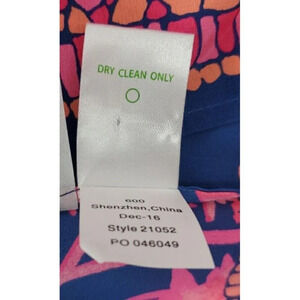 DRY CLEAN ONLY
600
Shenzhen,China
Dec-16
Style 21052
PO 046049